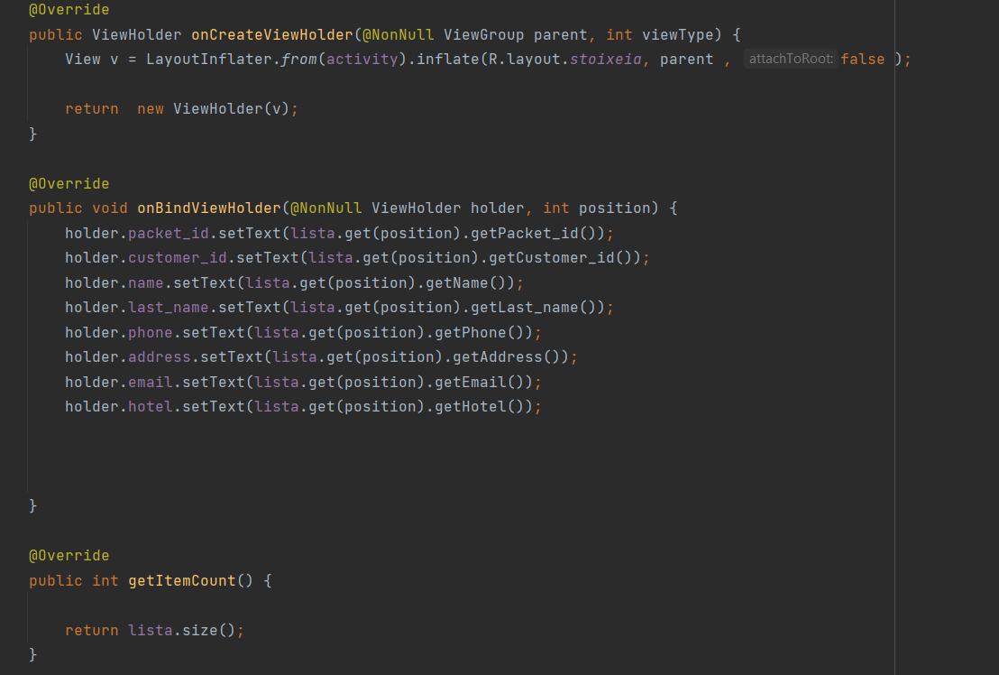 @Override
public ViewHolder onCreateViewHolder(@NonNull ViewGroup parent, int viewType) {
View v = LayoutInflater.from(activity).inflate(R.layout.stoixeia, parent , attachToRoot: false );
return  new ViewHolder(v);
}
@Override
public void onBindViewHolder(@NonNull ViewHolder holder, int position) {
holder.packet_id.setText(lista.get(position).getPacket_id());
holder.customer_id.setText(lista.get(position).getCustomer_id());
holder.name.setText(lista.get(position).getName());
holder.last_name.setText(lista.get(position).getLast_name());
holder.phone.setText(lista.get(position).getPhone());
holder.address.setText(lista.get(position).getAddress());
holder.email.setText(lista.get(position).getEmail());
holder.hotel.setText(lista.get(position).getHotel());
}
@Override
public int getItemCount() {
return lista.size();
}